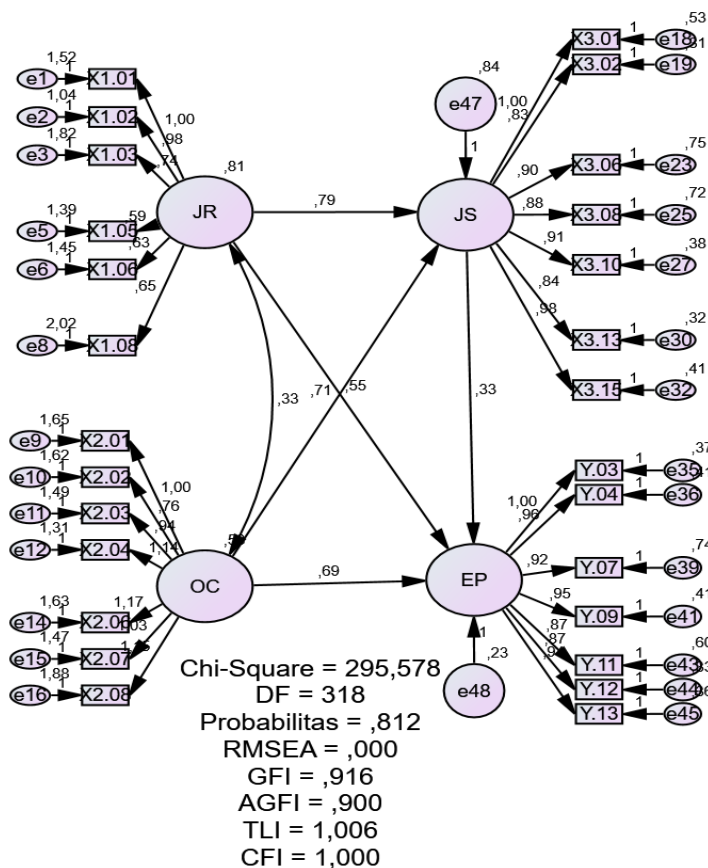 1,52
e1
1
X1.01
1,04
e2
1
X1.02
1,82
e3
1
X1.03
1,39
e5
1
X1.05
1,45
e6
1
X1.06
2,02
e8
1
X1.08
1,00
,98
,74
,59
,63
,65
,81
JR
,79
,84
e47
1
JS
1,00
,83
,90
,88
,91
,84
,98
X3.01
1
e18
,53
X3.02
1
e19
X3.06
1
e23
,75
X3.08
1
e25
,72
X3.10
1
e27
,38
X3.13
1
e30
,32
X3.15
1
e32
,41
,33
,71
,55
,33
1,65
e9
1
X2.01
1,62
e10
1
X2.02
1,49
e11
1
X2.03
1,31
e12
1
X2.04
1,63
e14
1
X2.06
1,47
e15
1
X2.07
1,88
e16
1
X2.08
1,00
,76
,94
1,14
1,17
OC
,69
EP
1,00
,96
,92
,95
,87
,87
Y.03
1
e35
Y.04
1
e36
Y.07
1
e39
,74
Y.09
1
e41
,41
Y.11
1
e43
,60
Y.12
1
e44
Y.13
1
e45
1
,23
e48
Chi-Square = 295,578
DF = 318
Probabilitas = ,812
RMSEA = ,000
GFI = ,916
AGFI = ,900
TLI = 1,006
CFI = 1,000